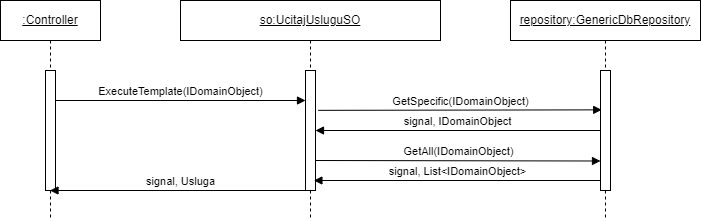 :Controller
so:UcitajUsluguSO
repository:GenericDbRepository
ExecuteTemplate(IDomainObject)
GetSpecific(IDomainObject)
signal, IDomainObject
GetAll(IDomainObject)
signal, List<IDomainObject>
signal, Usluga